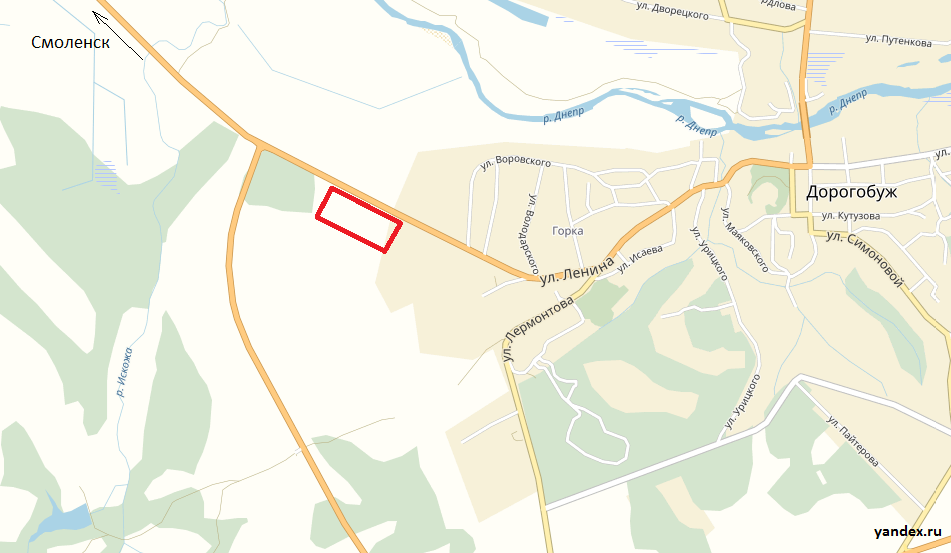 ул. Дворецкого
рдлова
ул. Путенкова
Смоленск
р. Днепр
р. Днепр
р. Днепр
ул. Воровского
ул.
Дорогобуж
ул. Володарского
Горка
ул. Маяковского
ул. Кутузова
ул. Урицкого
ул. Симоновой
ул. Исаева
ул. Ленина
ул. Лермонтова
р. Искожа
ул. Урицкого
ул. Пайтерова
yandex.ru